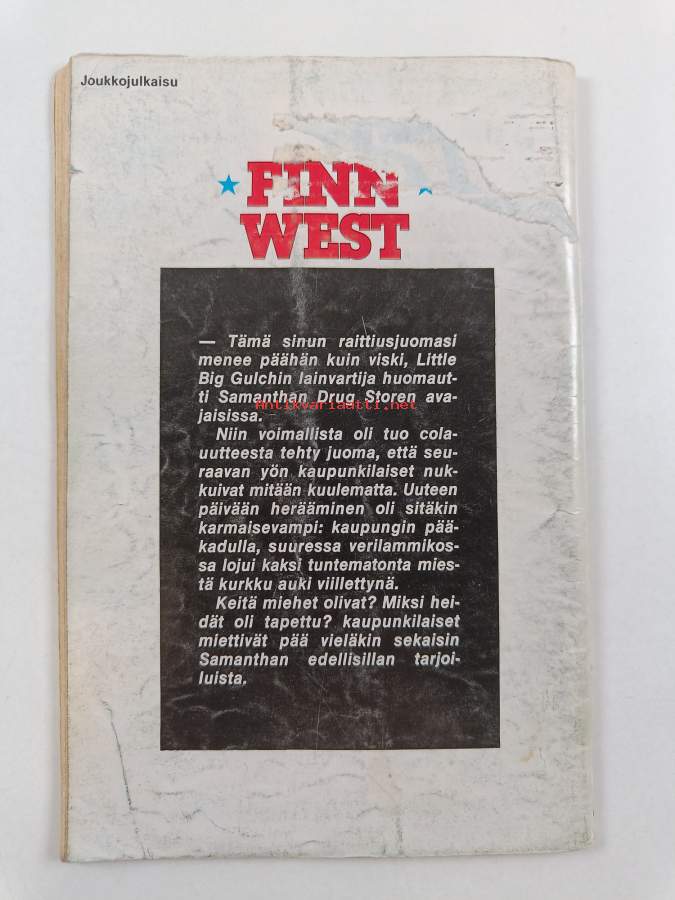 Joukkojulkaisu
FINN
WEST
— Tämä sinun raittiusjuomasi
menee päähän kuin viski, Little
Big Gulchin lainvartija huomaut-
ti Samanthan Drug Storen ava-
Antikvariaatti.net
jaisissa.
Niin voimallista oli tuo cola-
uutteesta tehty juoma, että seu-
raavan yön kaupunkilaiset nuk-
kuivat mitään kuulematta. Uuteen
päivään herääminen oli sitäkin
karmaisevampi: kaupungin pää-
kadulla, suuressa verilammikos-
sa lojui kaksi tuntematonta mies-
tä kurkku auki viillettynä.
Keitä miehet olivat? Miksi hei-
dät oli tapettu? kaupunkilaiset
miettivät pää vieläkin sekaisin
Samanthan edellisillan tarjoi-
luista.